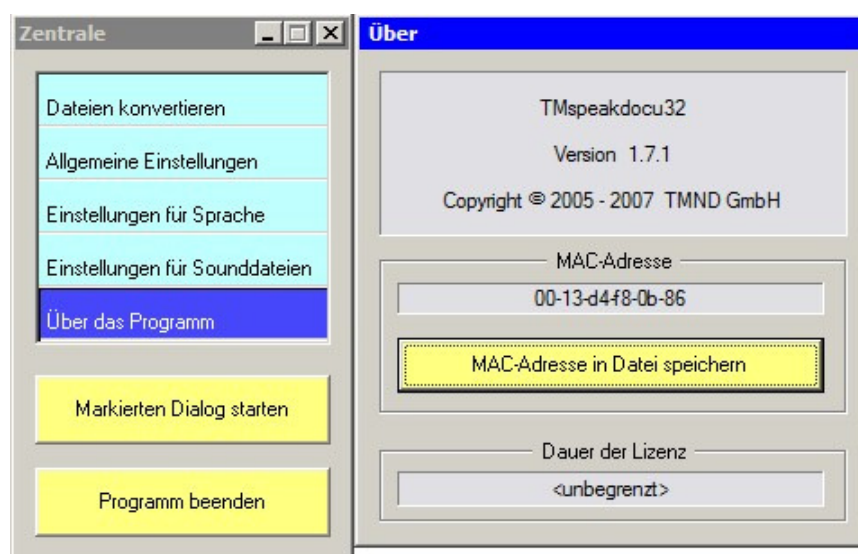 Zentrale
Dateien konvertieren
Allgemeine Einstellungen
Einstellungen für Sprache
Einstellungen für Sounddateien
Über das Programm
Markierten Dialog starten
Programm beenden
Über
TMspeakdocu32
Version 1.7.1
Copyright © 2005 - 2007 TMND GmbH
MAC-Adresse
00-13-d4-f8-0b-86
MAC-Adresse in Datei speichern
Dauer der Lizenz
<unbegrenzt>